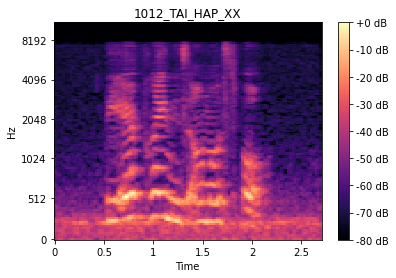 1012_TAI_HAP_XX
8192
4096
2048
1024
512
0
Hz
0
0.5
1
1.5
2
2.5
Time
+0 dB
-10 dB
-20 dB
-30 dB
-40 dB
-50 dB
-60 dB
-70 dB
-80 dB